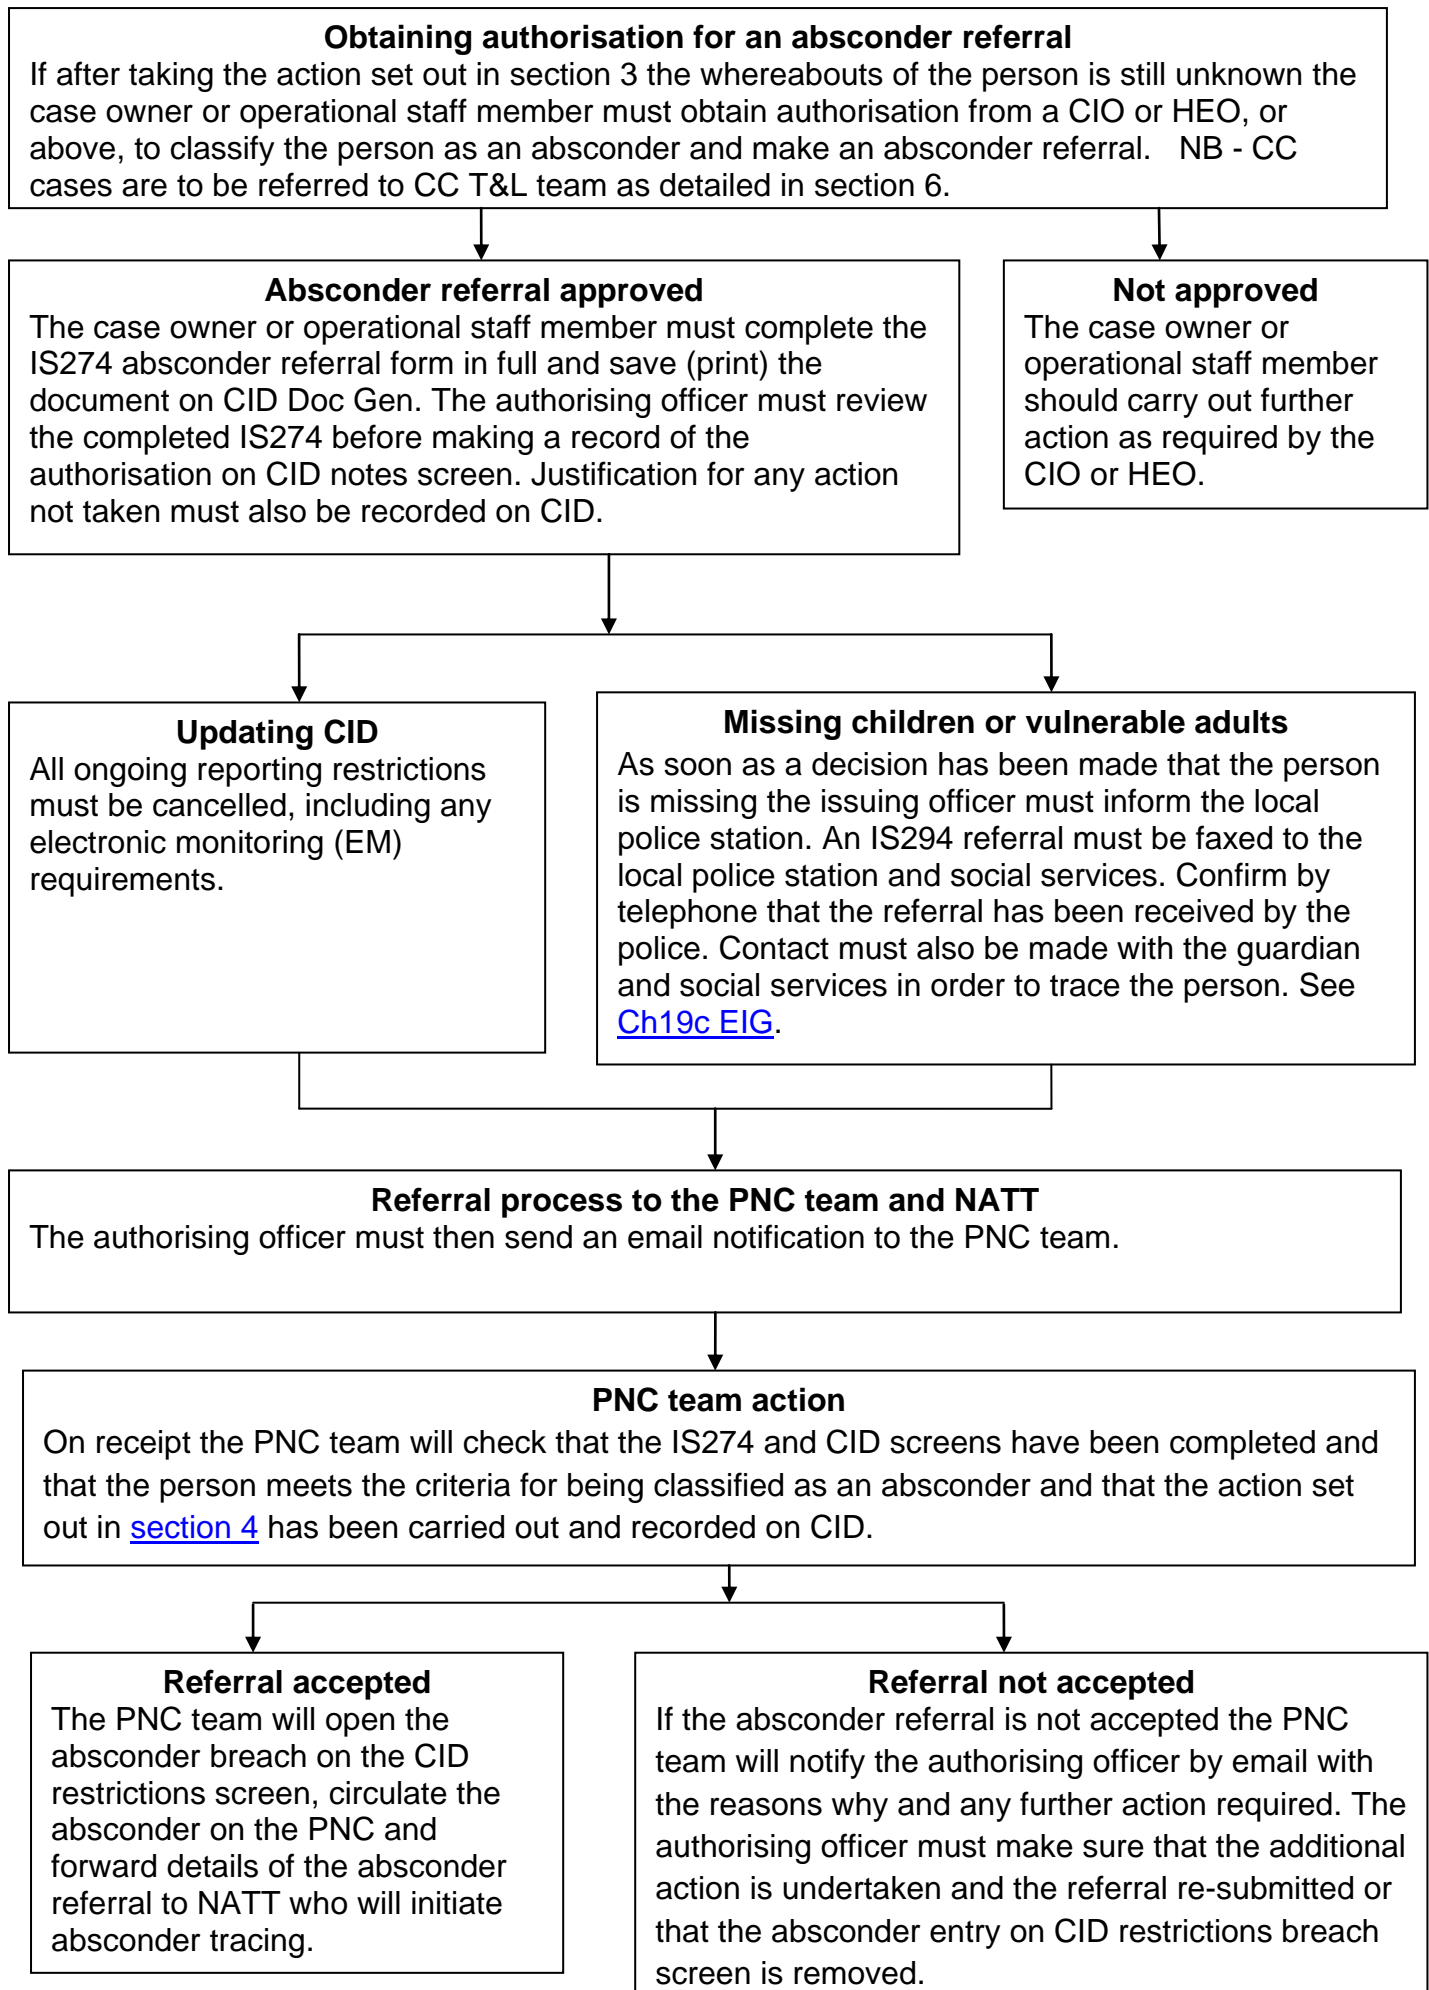 Obtaining authorisation for an absconder referral
If after taking the action set out in section 3 the whereabouts of the person is still unknown the
case owner or operational staff member must obtain authorisation from a CIO or HEO, or
above, to classify the person as an absconder and make an absconder referral.   NB - CC
cases are to be referred to CC T&L team as detailed in section 6.
Absconder referral approved
The case owner or operational staff member must complete the
IS274 absconder referral form in full and save (print) the
document on CID Doc Gen. The authorising officer must review
the completed IS274 before making a record of the
authorisation on CID notes screen. Justification for any action
not taken must also be recorded on CID.
Not approved
The case owner or
operational staff member
should carry out further
action as required by the
CIO or HEO.
Updating CID
All ongoing reporting restrictions
must be cancelled, including any
electronic monitoring (EM)
requirements.
Missing children or vulnerable adults
As soon as a decision has been made that the person
is missing the issuing officer must inform the local
police station. An IS294 referral must be faxed to the
local police station and social services. Confirm by
telephone that the referral has been received by the
police. Contact must also be made with the guardian
and social services in order to trace the person. See
Ch19c EIG.
Referral process to the PNC team and NATT
The authorising officer must then send an email notification to the PNC team.
PNC team action
On receipt the PNC team will check that the IS274 and CID screens have been completed and
that the person meets the criteria for being classified as an absconder and that the action set
out in section 4 has been carried out and recorded on CID.
Referral accepted
The PNC team will open the
absconder breach on the CID
restrictions screen, circulate the
absconder on the PNC and
forward details of the absconder
referral to NATT who will initiate
absconder tracing.
Referral not accepted
If the absconder referral is not accepted the PNC
team will notify the authorising officer by email with
the reasons why and any further action required. The
authorising officer must make sure that the additional
action is undertaken and the referral re-submitted or
that the absconder entry on CID restrictions breach
screen is removed.